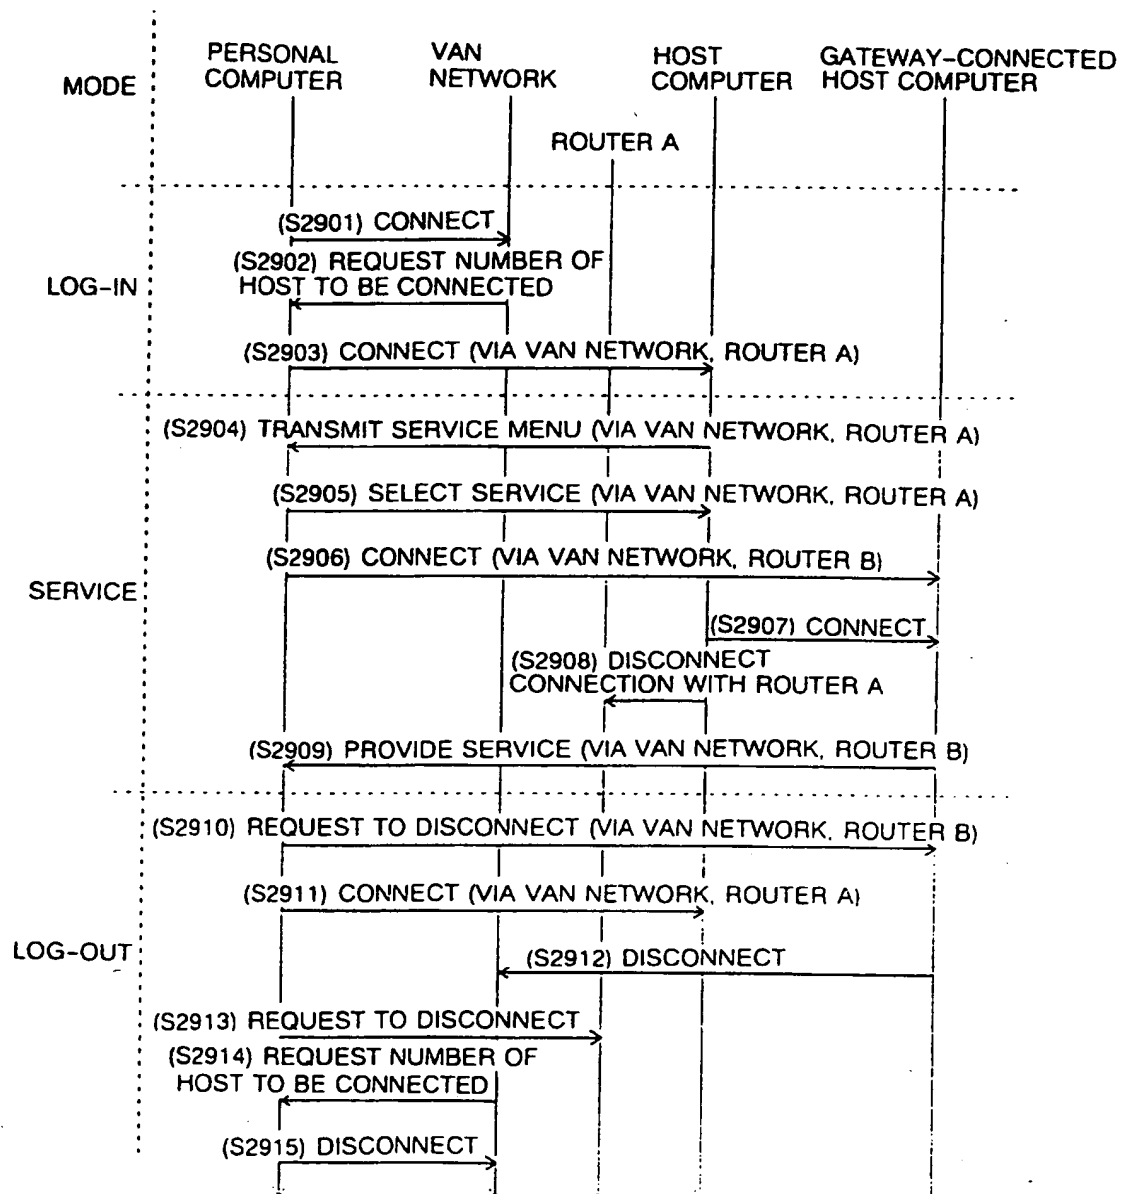 MODE
PERSONAL
COMPUTER
VAN
NETWORK
HOST
COMPUTER
GATEWAY-CONNECTED
HOST COMPUTER
ROUTER A
LOG-IN
(S2901) CONNECT
(S2902) REQUEST NUMBER OF
HOST TO BE CONNECTED
(S2903) CONNECT (VIA VAN NETWORK, ROUTER A)
SERVICE
(S2904) TRANSMIT SERVICE MENU (VIA VAN NETWORK, ROUTER A)
(S2905) SELECT SERVICE (VIA VAN NETWORK, ROUTER A)
(S2906) CONNECT (VIA VAN NETWORK, ROUTER B)
(S2907) CONNECT
(S2908) DISCONNECT
CONNECTION WITH ROUTER A
(S2909) PROVIDE SERVICE (VIA VAN NETWORK, ROUTER B)
LOG-OUT
(S2910) REQUEST TO DISCONNECT (VIA VAN NETWORK, ROUTER B)
(S2911) CONNECT (VIA VAN NETWORK, ROUTER A)
(S2912) DISCONNECT
(S2913) REQUEST TO DISCONNECT
(S2914) REQUEST NUMBER OF
HOST TO BE CONNECTED
(S2915) DISCONNECT